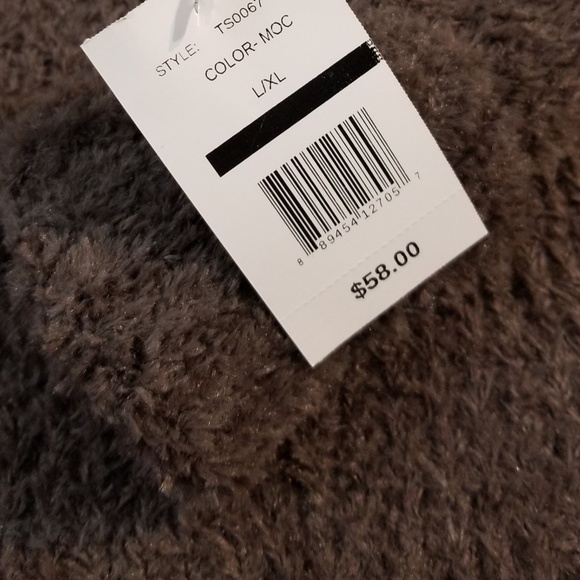 STYLE: TS0067
COLOR- MOC
L/XL
8 89454 12705 7
$58.00